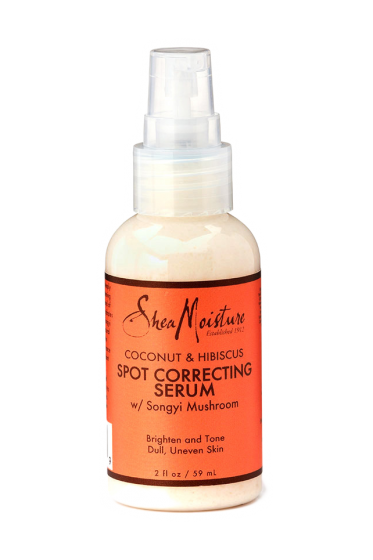 SheaMoisture
Established 1912
COCONUT & HIBISCUS
SPOT CORRECTING
SERUM
w/ Songyi Mushroom
Brighten and Tone
Dull, Uneven Skin
2 fl oz / 59 mL